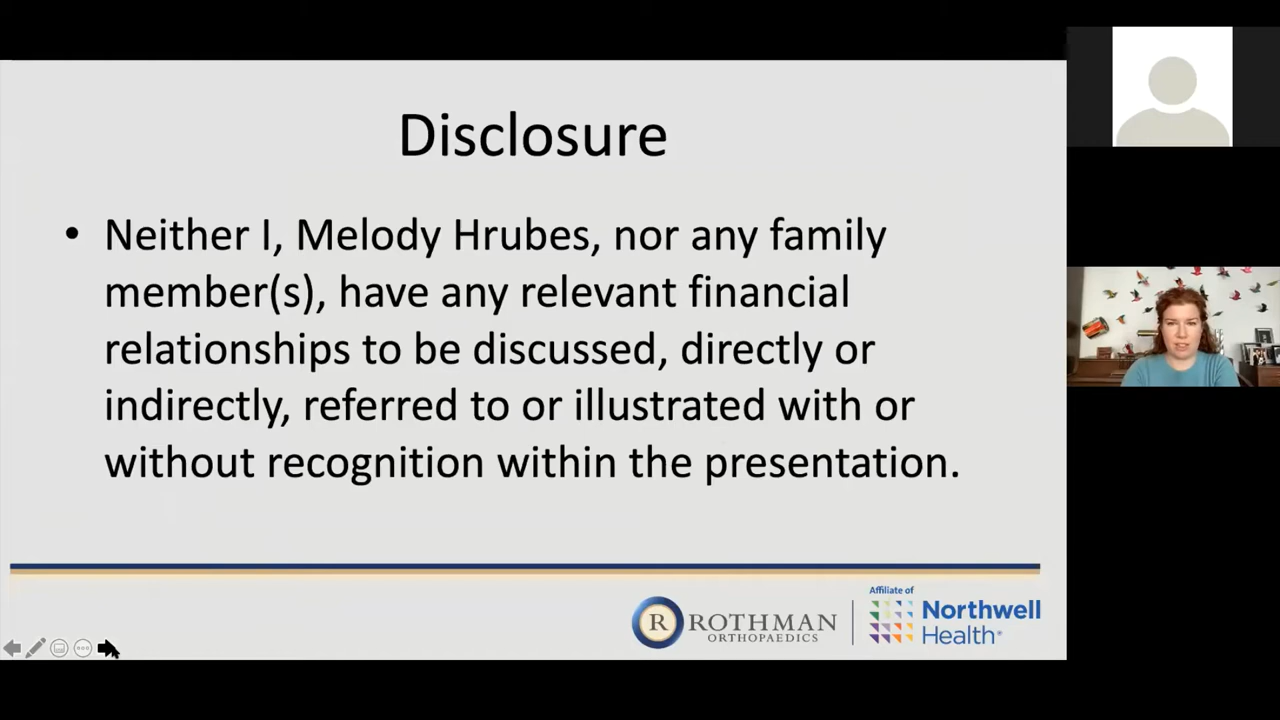 Disclosure
• Neither I, Melody Hrubes, nor any family
member(s), have any relevant financial
relationships to be discussed, directly or
indirectly, referred to or illustrated with or
without recognition within the presentation.
R ROTHMAN
ORTHOPAEDICS
Affiliate of
Northwell
Health®